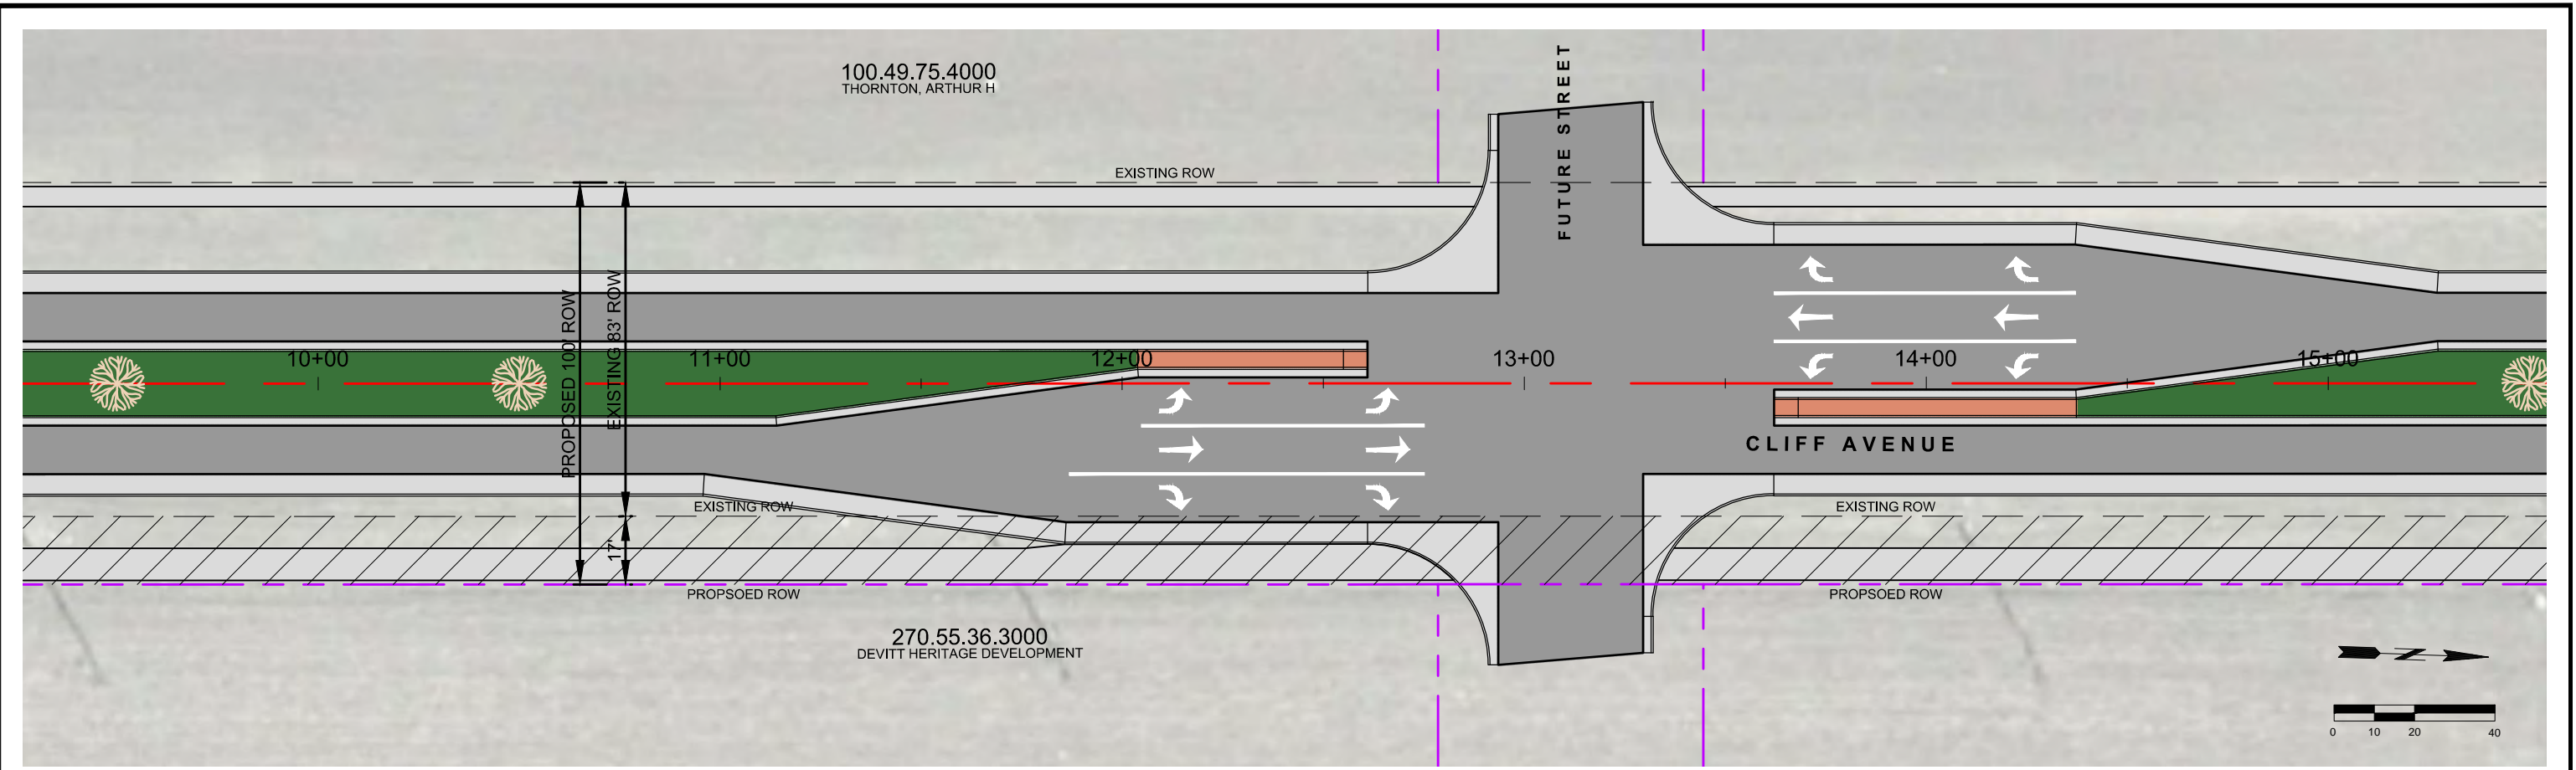 100.49.75.4000
THORNTON, ARTHUR H
FUTURE STREET
EXISTING ROW
PROPOSED 100' ROW
EXISTING 83' ROW
10+00
11+00
12+00
13+00
14+00
15+00
CLIFF AVENUE
EXISTING ROW
EXISTING ROW
17'
PROPSOED ROW
PROPSOED ROW
270.55.36.3000
DEVITT HERITAGE DEVELOPMENT
Z
0 10 20 40